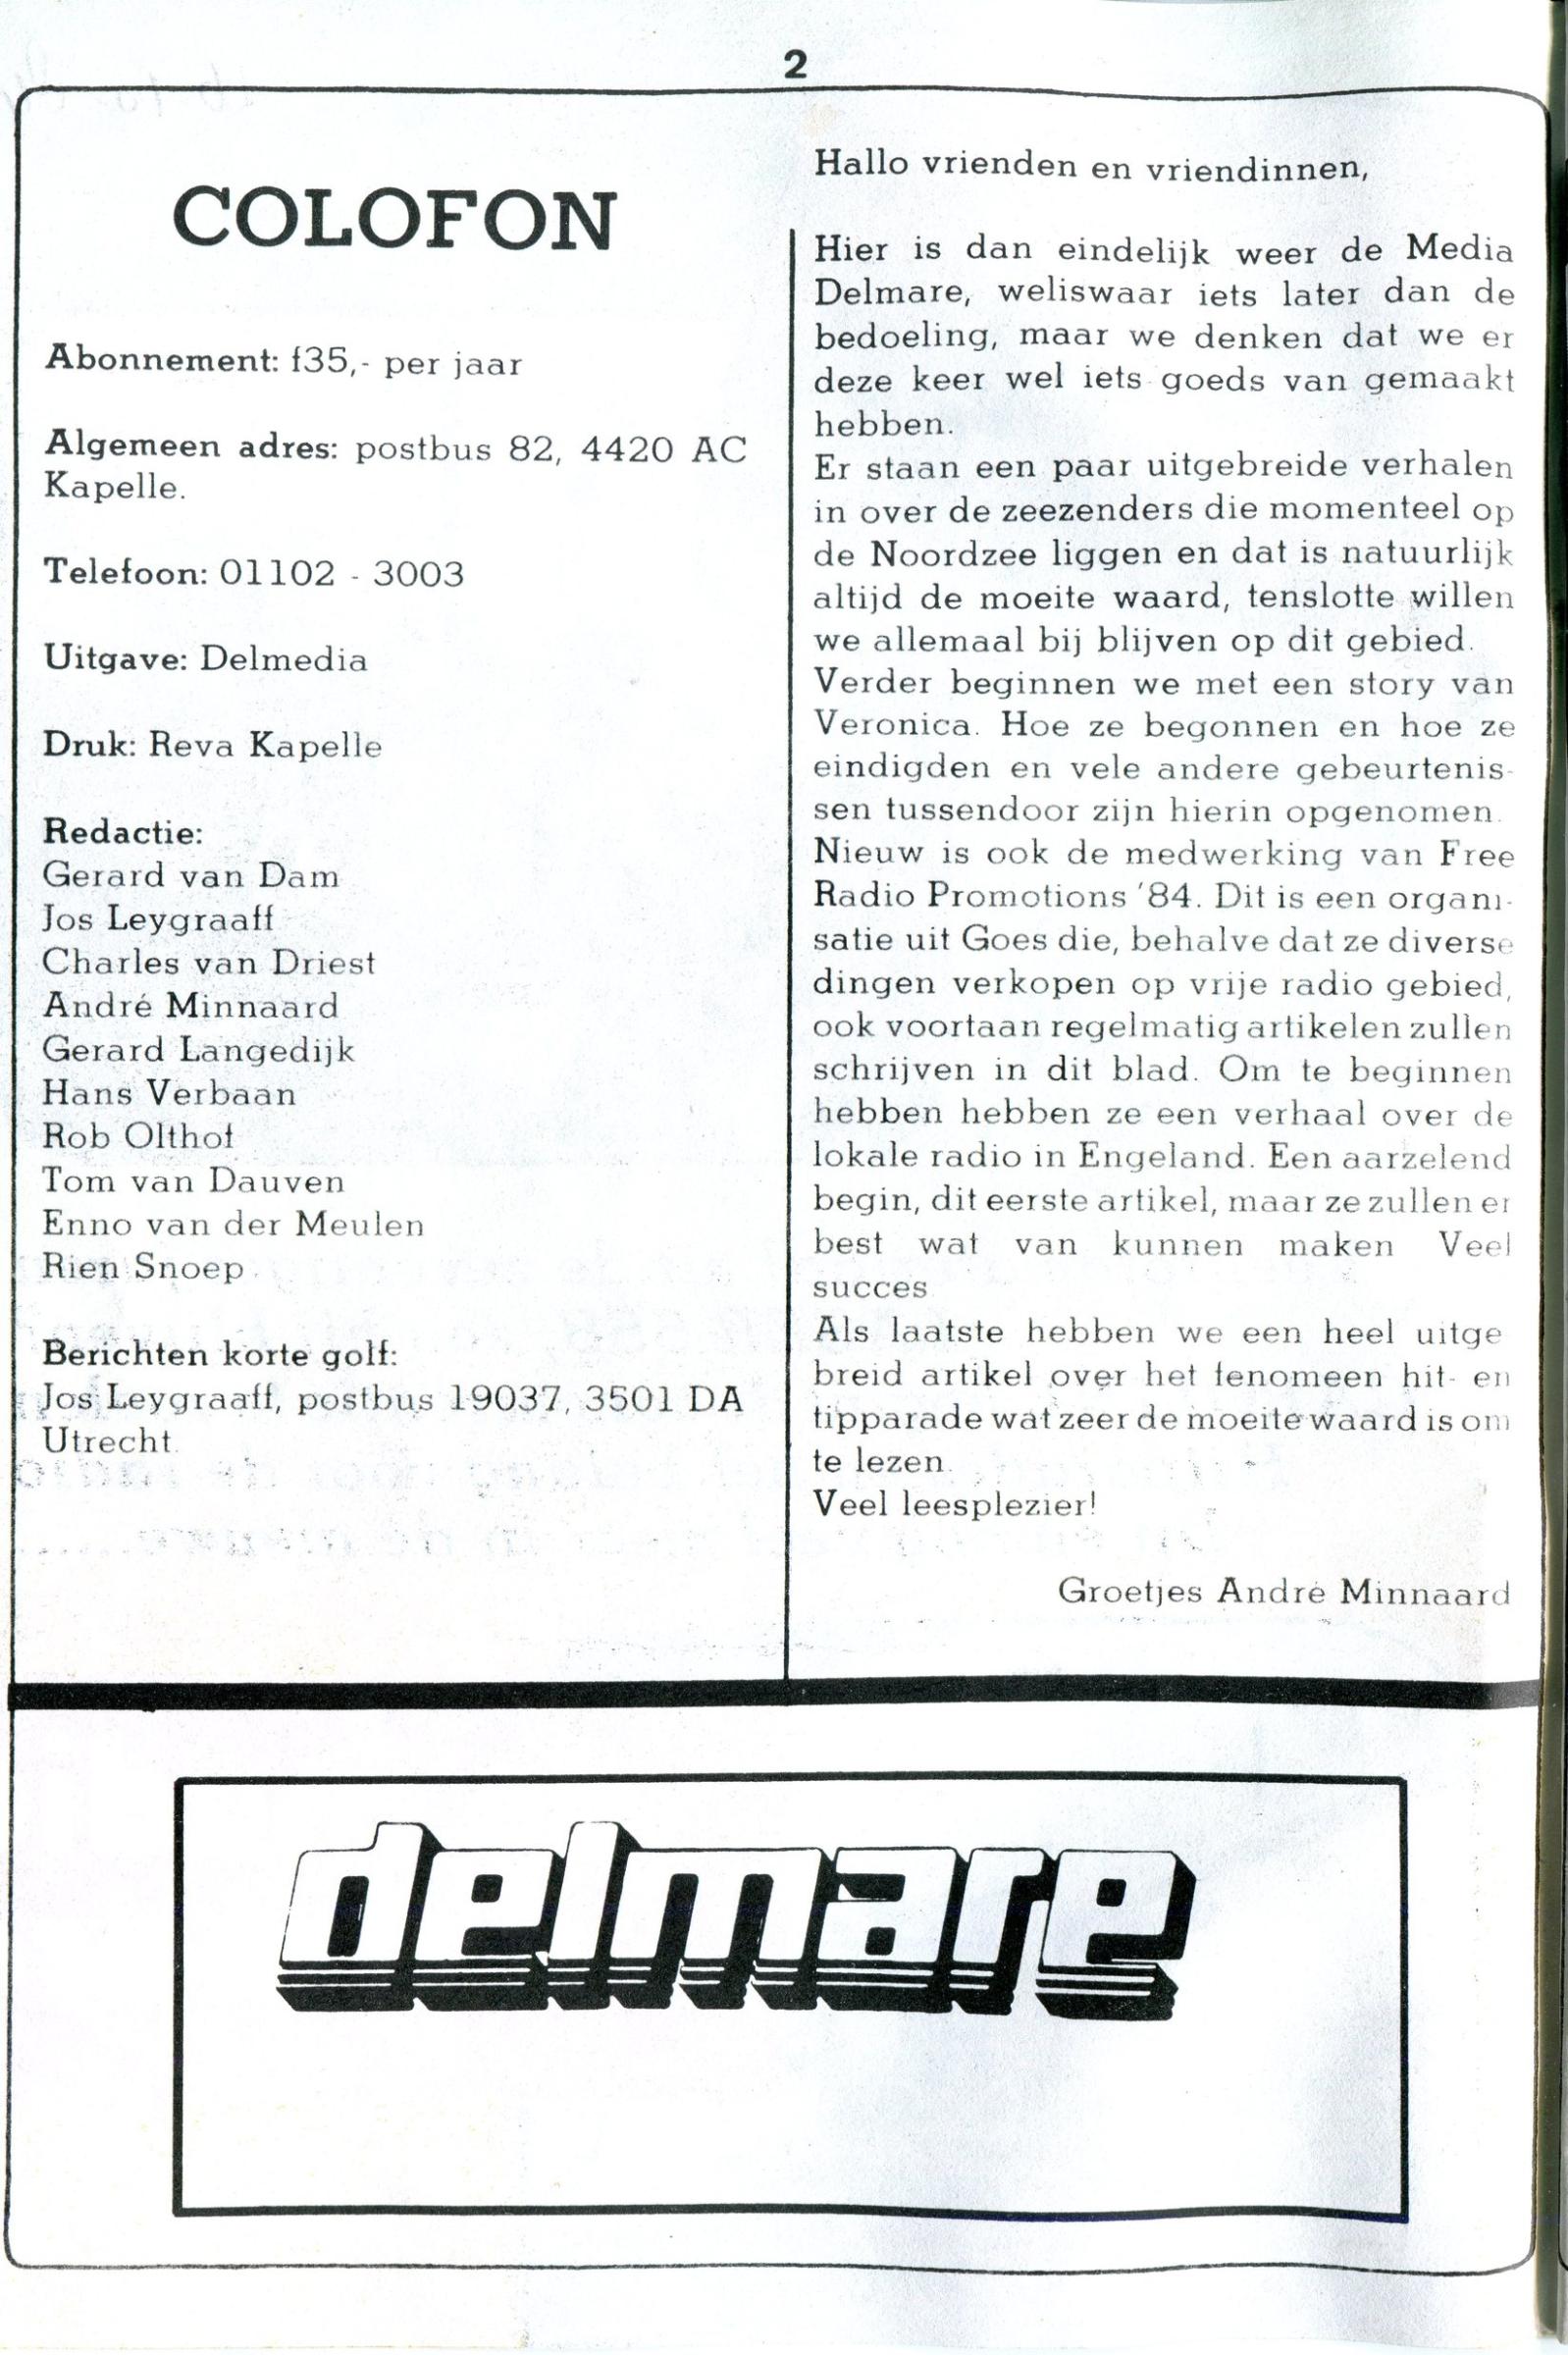 2
COLOFON
Abonnement: f35,- per jaar
Algemeen adres: postbus 82, 4420 AC
Kapelle.
Telefoon: 01102 - 3003
Uitgave: Delmedia
Druk: Reva Kapelle
Redactie:
Gerard van Dam
Jos Leygraaff
Charles van Driest
André Minnaard
Gerard Langedijk
Hans Verbaan
Rob Olthof
Tom van Dauven
Enno van der Meulen
Rien Snoep
Berichten korte golf:
Jos Leygraaff, postbus 19037, 3501 DA
Utrecht
Hallo vrienden en vriendinnen,
Hier is dan eindelijk weer de Media
Delmare, weliswaar iets later dan de
bedoeling, maar we denken dat we er
deze keer wel iets goeds van gemaakt
hebben.
Er staan een paar uitgebreide verhalen
in over de zeezenders die momenteel op
de Noordzee liggen en dat is natuurlijk
altijd de moeite waard, tenslotte willen
we allemaal bij blijven op dit gebied.
Verder beginnen we met een story van
Veronica. Hoe ze begonnen en hoe ze
eindigden en vele andere gebeurtenis-
sen tussendoor zijn hierin opgenomen.
Nieuw is ook de medwerking van Free
Radio Promotions '84. Dit is een organi-
satie uit Goes die, behalve dat ze diverse
dingen verkopen op vrije radio gebied,
ook voortaan regelmatig artikelen zullen
schrijven in dit blad. Om te beginnen
hebben hebben ze een verhaal over de
lokale radio in Engeland. Een aarzelend
begin, dit eerste artikel, maar ze zullen er
best wat van kunnen maken Veel
succes
Als laatste hebben we een heel uitge
breid artikel over het fenomeen hit- en
tipparade wat zeer de moeite waard is om
te lezen.
Veel leesplezier!
Groetjes André Minnaard
delmare